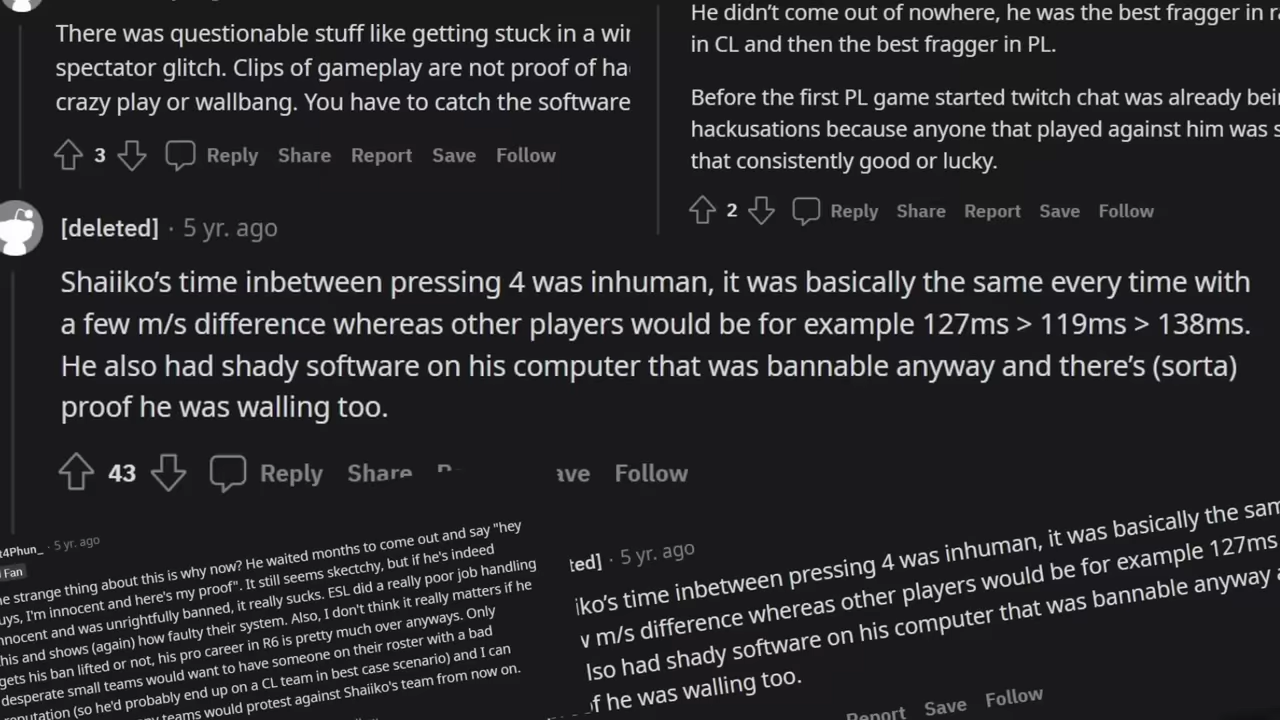 There was questionable stuff like getting stuck in a
spectator glitch. Clips of gameplay are not proof of
crazy play or wallbang. You have to catch the software
3 Reply Share Report Save Follow
He didn't come out of nowhere, he was the best fragger in
in CL and then the best fragger in PL.
Before the first PL game started twitch chat was already
hackusations because anyone that played against him was
that consistently good or lucky.
2 Reply Share Report Save Follow
[deleted] · 5 yr. ago
Shaiiko's time inbetween pressing 4 was inhuman, it was basically the same every time with
a few m/s difference whereas other players would be for example 127ms > 119ms > 138ms.
He also had shady software on his computer that was bannable anyway and there's (sorta)
proof he was walling too.
43 Reply Share Follow
t4Phun_ · 5 yr. ago
Fan
strange thing about this is why now? He waited months to come out and say "hey
I'm innocent and here's my proof". It still seems skectchy, but if he's indeed
and was unrightfully banned, it really sucks. ESL did a really poor job handling
and shows (again) how faulty their system. Also, I don't think it really matters if he
gets his ban lifted or not, his pro career in R6 is pretty much over anyways. Only
desperate small teams would want to have someone on their roster with a bad
(so he'd probably end up on a CL team in best case scenario) and I can
teams would protest against Shaiiko's team from now on.
ted] · 5 yr. ago
iko's time inbetween pressing 4 was inhuman, it was basically the
m/s difference whereas other players would be for example 127ms
lso had shady software on his computer that was bannable anyway
of he was walling too.
Report Save Follow